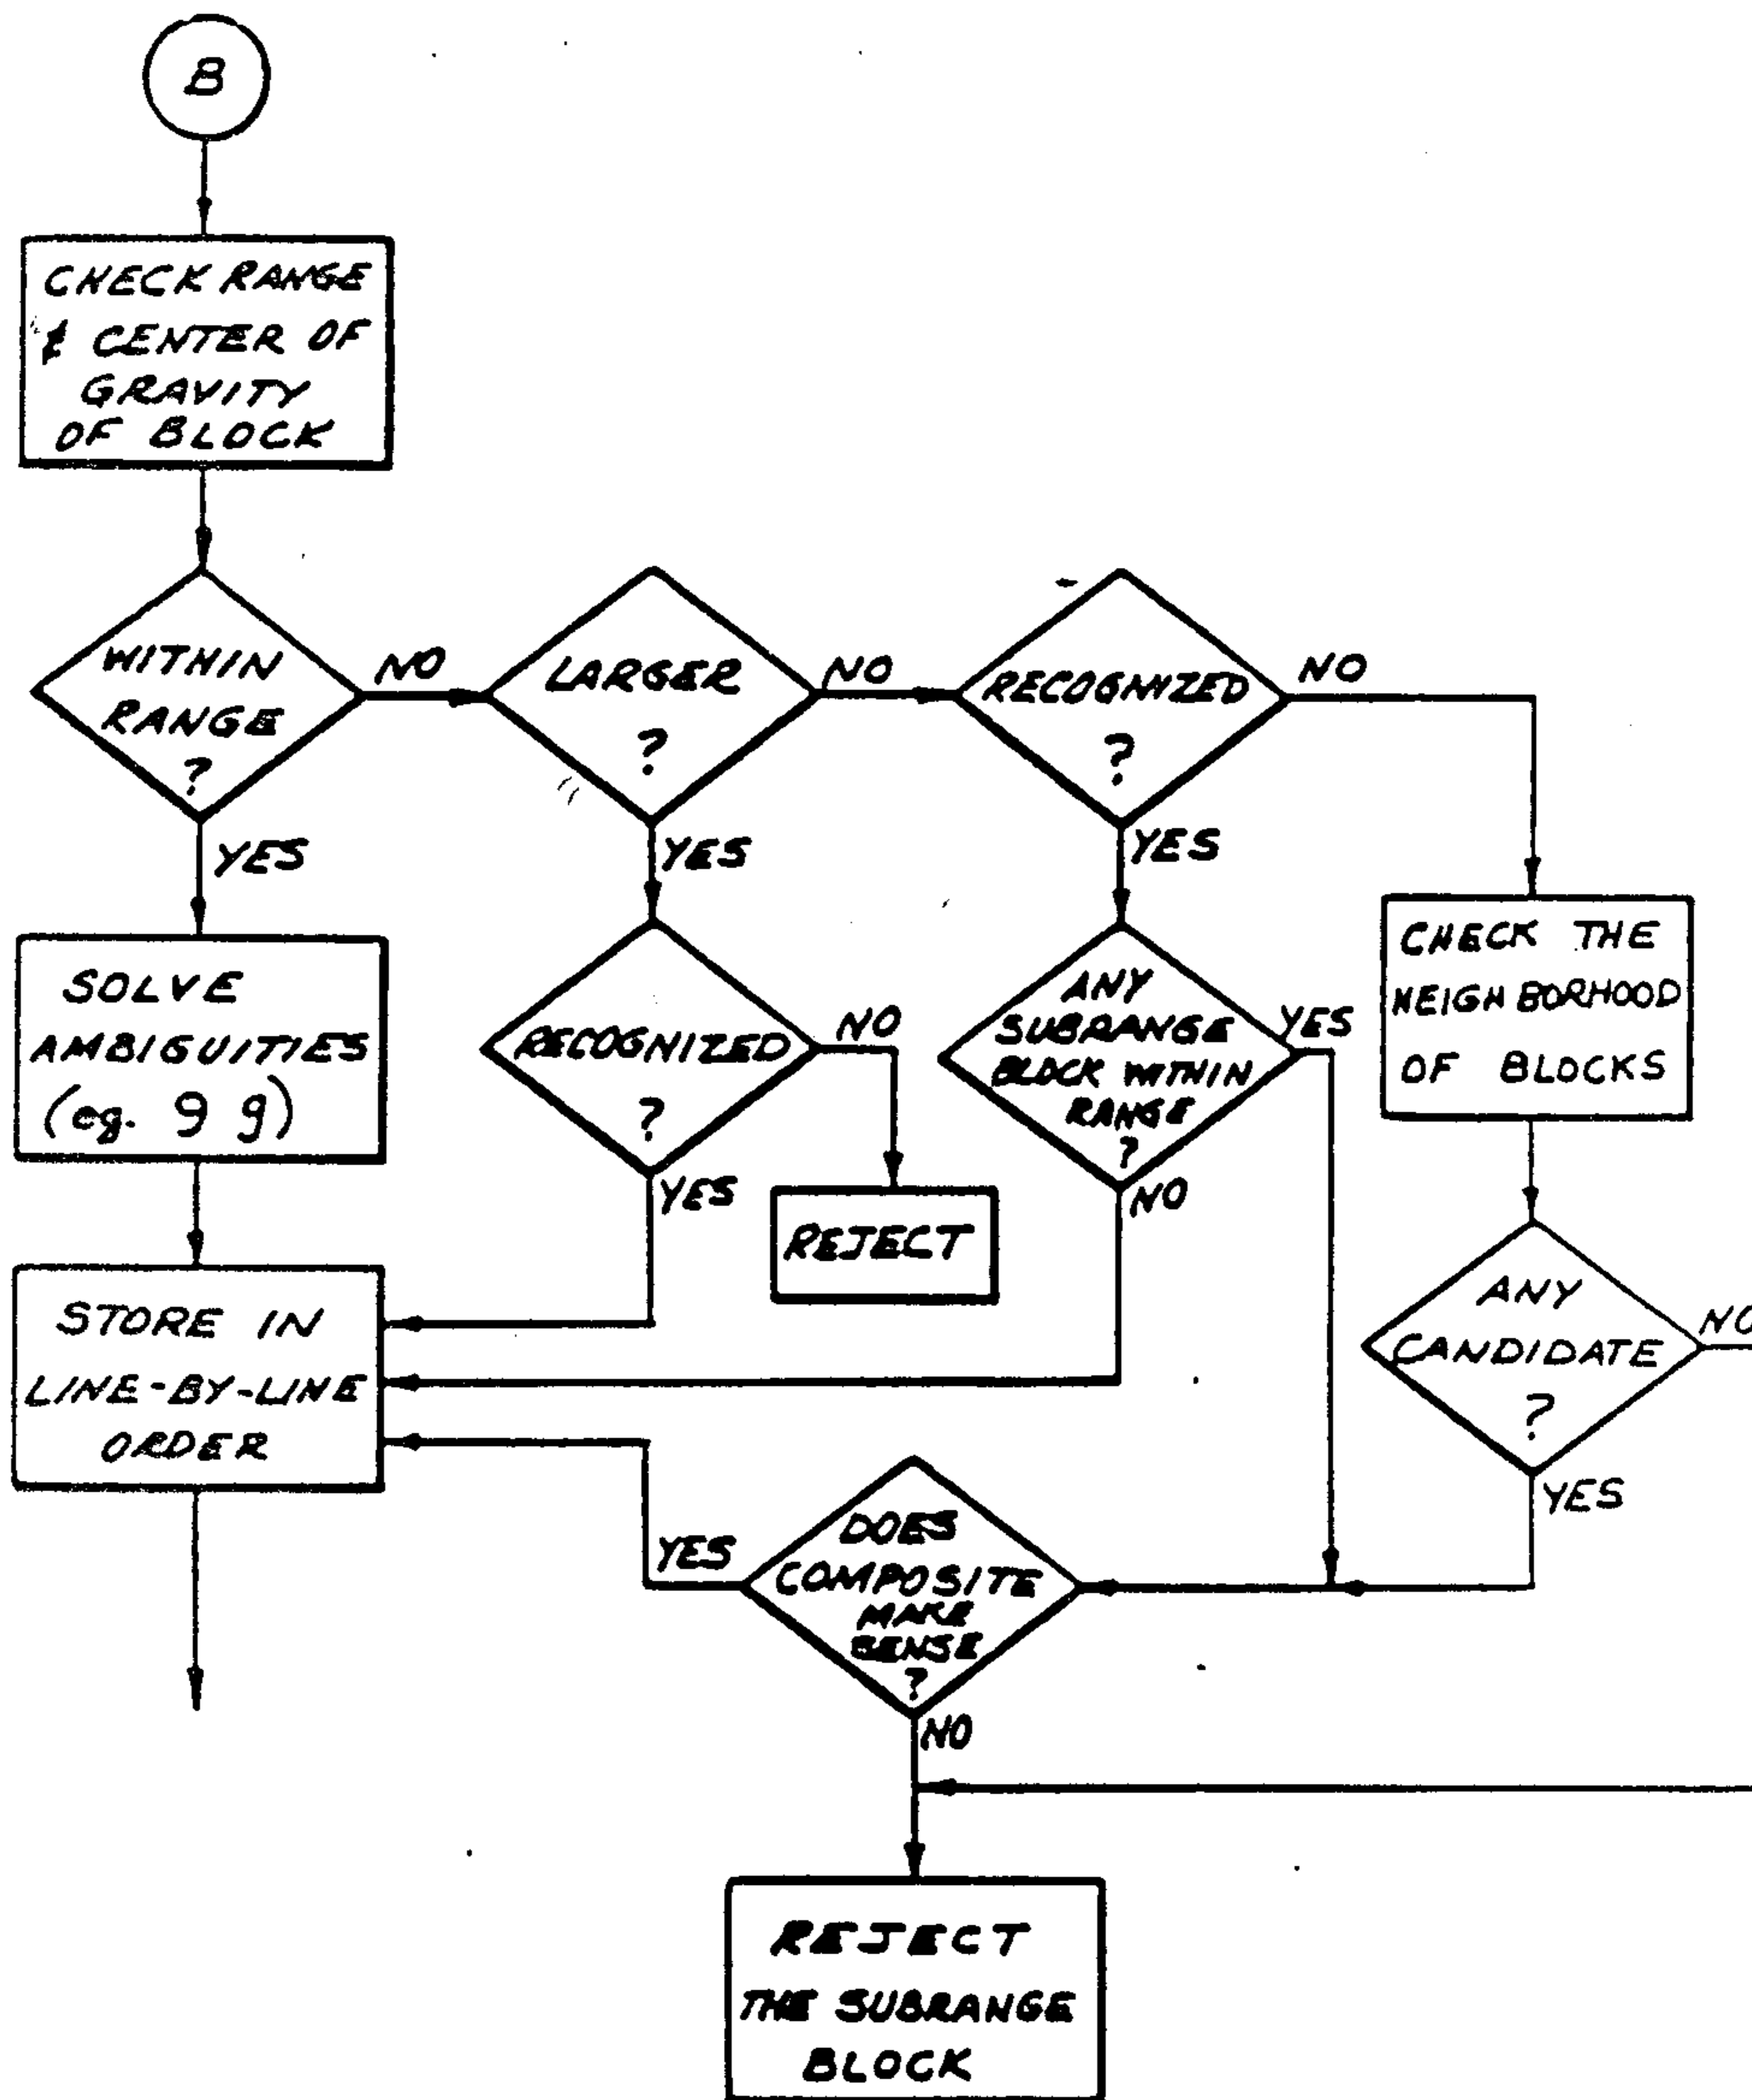 B
CHECK RANGE
& CENTER OF
GRAVITY
OF BLOCK
WITHIN
RANGE
?
NO
YES
LARGER
?
NO
YES
RECOGNIZED
?
NO
YES
SOLVE
AMBIGUITIES
(eg. 9 g)
RECOGNIZED
?
NO
YES
REJECT
ANY
SUBRANGE
BLOCK WITHIN
RANGE
?
YES
NO
CHECK THE
NEIGHBORHOOD
OF BLOCKS
ANY
CANDIDATE
?
NO
YES
STORE IN
LINE-BY-LINE
ORDER
DOES
COMPOSITE
MAKE
SENSE
?
YES
NO
REJECT
THE SUBRANGE
BLOCK